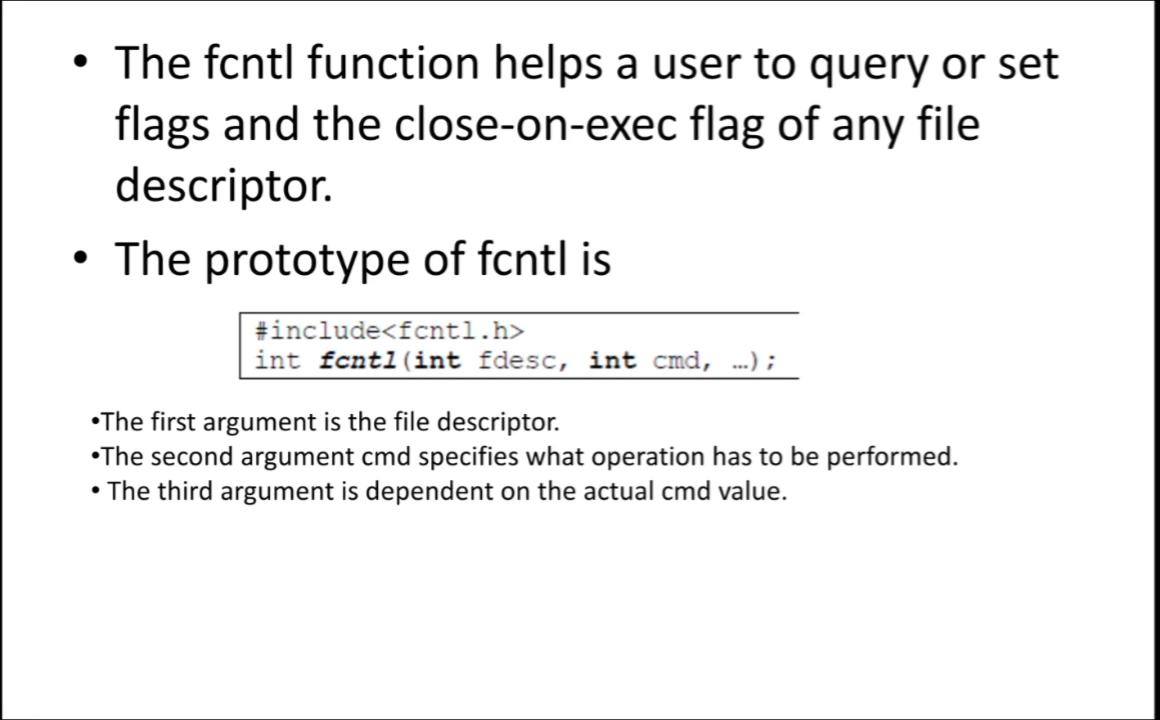 • The fcntl function helps a user to query or set
flags and the close-on-exec flag of any file
descriptor.
• The prototype of fcntl is
#include<fcntl.h>
int fcntl(int fdesc, int cmd, …);
•The first argument is the file descriptor.
•The second argument cmd specifies what operation has to be performed.
• The third argument is dependent on the actual cmd value.